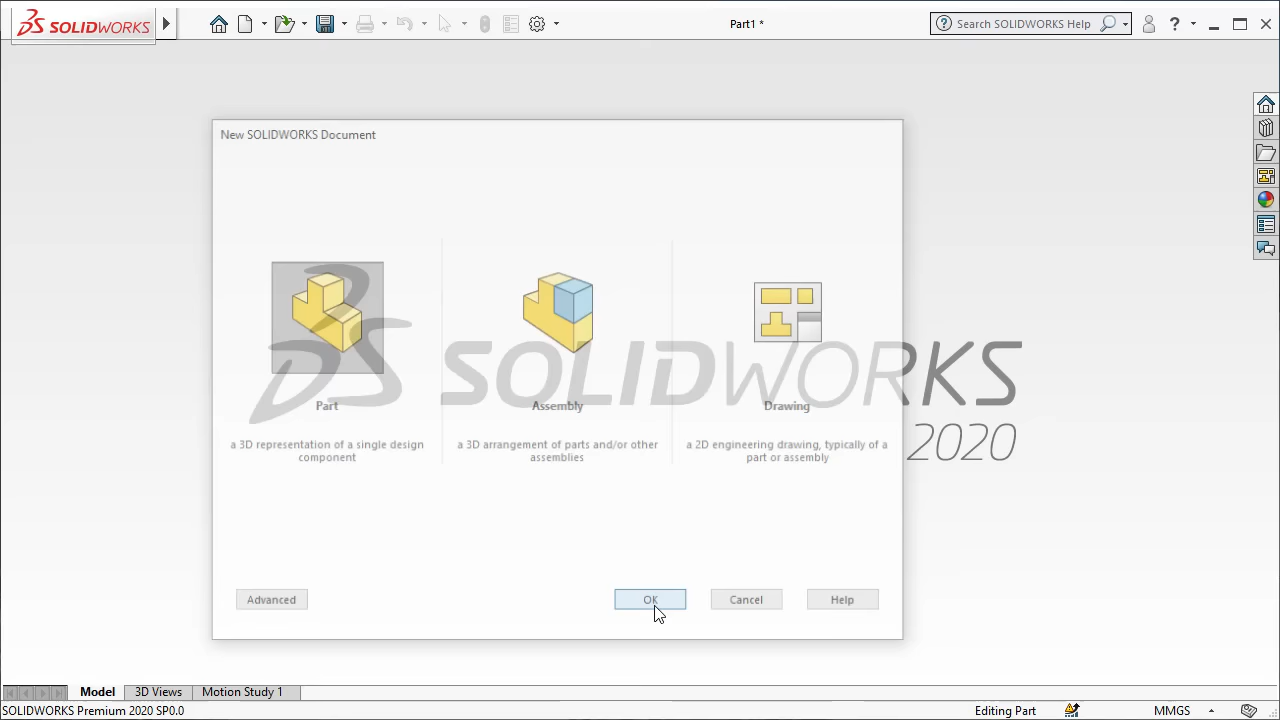 SOLIDWORKS
Part1 *
Search SOLIDWORKS Help
?
New SOLIDWORKS Document
SOLIDWORKS
2020
Part
Assembly
Drawing
a 3D representation of a single design
component
a 3D arrangement of parts and/or other
assemblies
a 2D engineering drawing, typically of a
part or assembly
Advanced
OK
Cancel
Help
Model
3D Views
Motion Study 1
SOLIDWORKS Premium 2020 SP0.0
Editing Part
MMGS